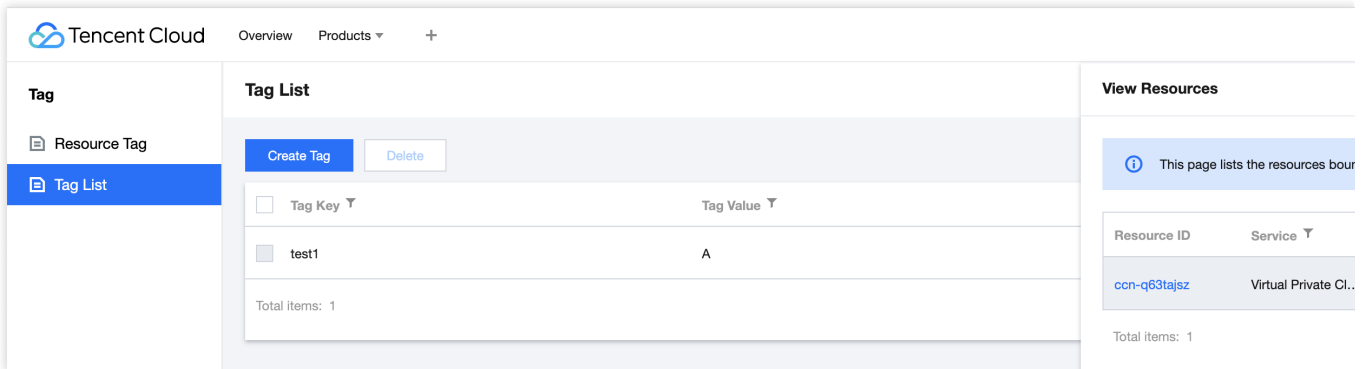 Tencent Cloud Overview Products
Tag
Resource Tag
Tag List
Tag List
Create Tag Delete
Tag Key Tag Value
test1 A
Total items: 1
View Resources
This page lists the resources boun
Resource ID Service
ccn-q63tajsz Virtual Private Cl...
Total items: 1